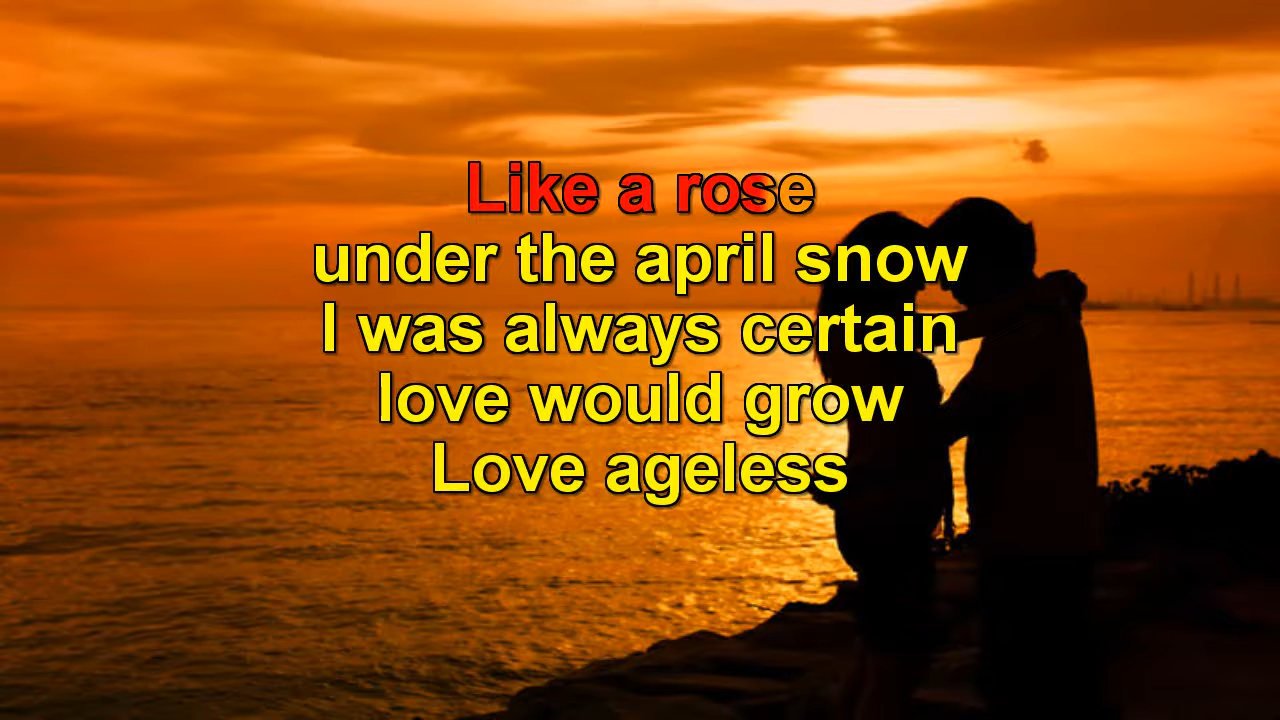 Like a rose
under the april snow
I was always certain
love would grow
Love ageless